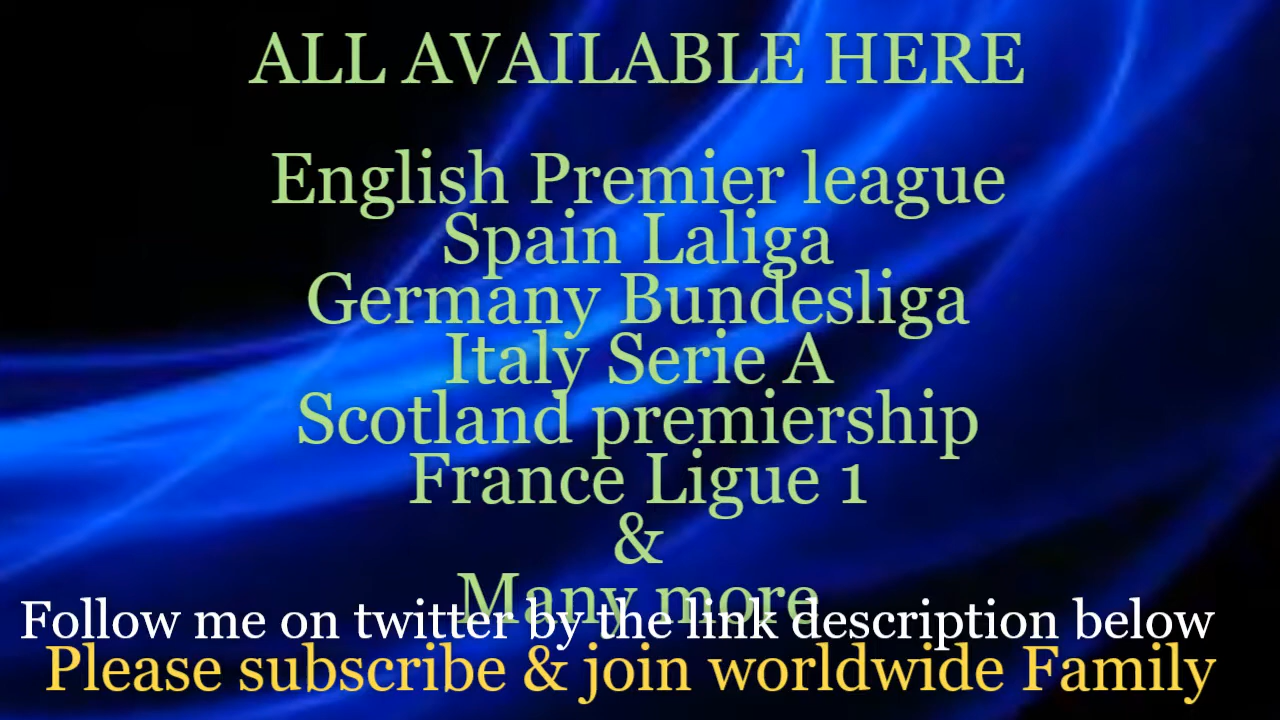 ALL AVAILABLE HERE
English Premier league
Spain Laliga
Germany Bundesliga
Italy Serie A
Scotland premiership
France Ligue 1
&
Many more
Follow me on twitter by the link description below
Please subscribe & join worldwide Family